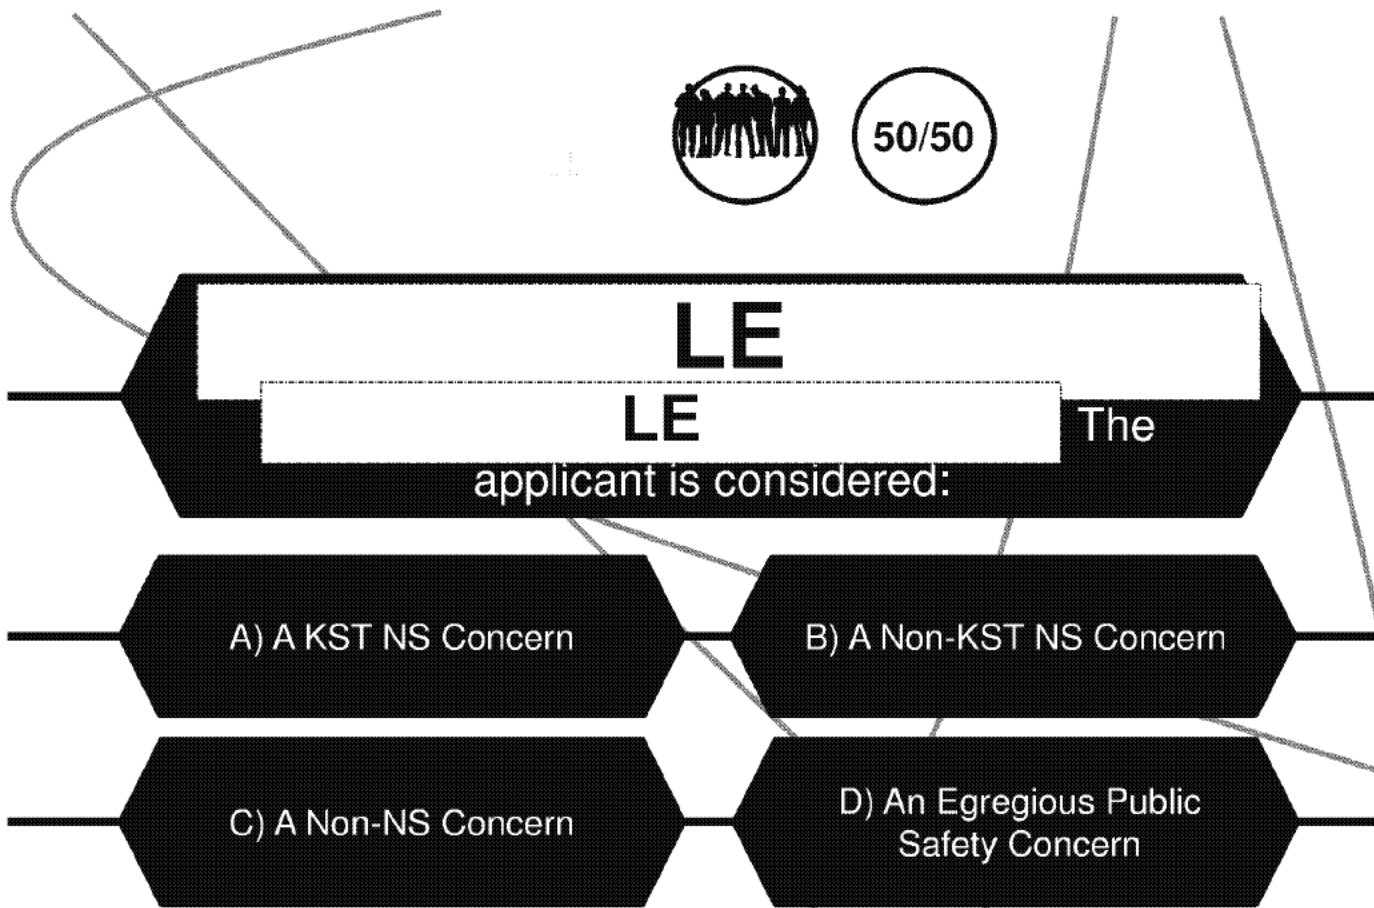 50/50
LE
LE The
applicant is considered:
A) A KST NS Concern
B) A Non-KST NS Concern
C) A Non-NS Concern
D) An Egregious Public
Safety Concern